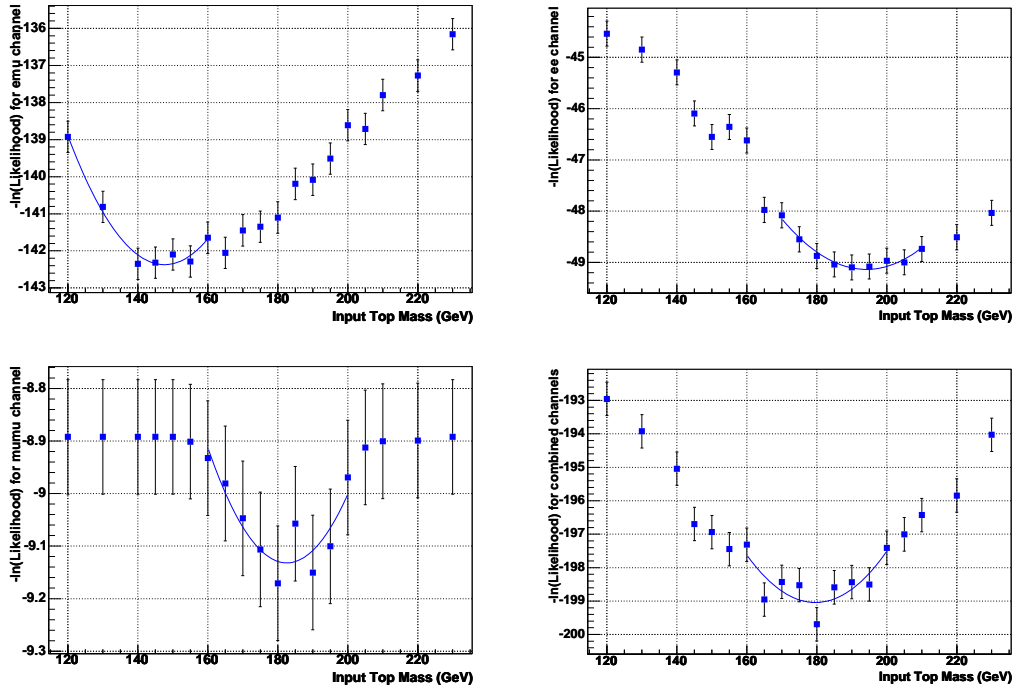 -ln(Likelihood) for emu channel
-136
-137
-138
-139
-140
-141
-142
-143
120 140 160 180 200 220
Input Top Mass (GeV)
-ln(Likelihood) for ee channel
-45
-46
-47
-48
-49
120 140 160 180 200 220
Input Top Mass (GeV)
-ln(Likelihood) for mumu channel
-8.8
-8.9
-9
-9.1
-9.2
-9.3
120 140 160 180 200 220
Input Top Mass (GeV)
-ln(Likelihood) for combined channels
-193
-194
-195
-196
-197
-198
-199
-200
120 140 160 180 200 220
Input Top Mass (GeV)